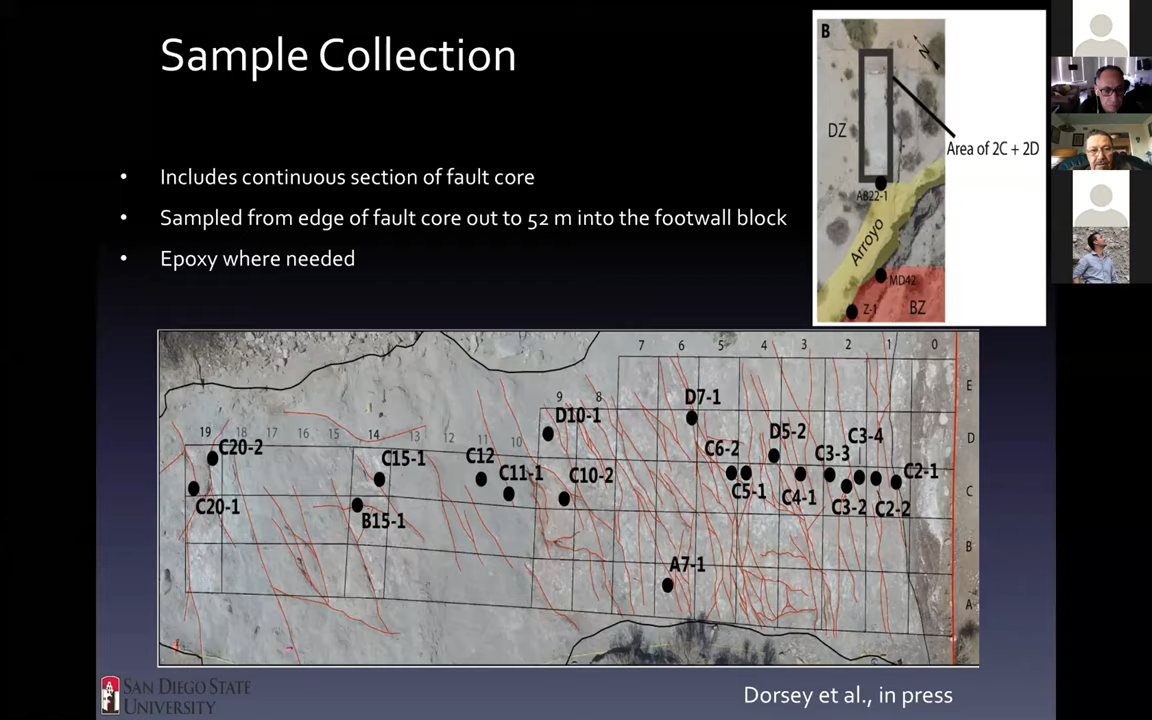 Sample Collection
• Includes continuous section of fault core
• Sampled from edge of fault core out to 52 m into the footwall block
• Epoxy where needed
B
N
DZ
Area of 2C + 2D
AB22-1
Arroyo
MD42
Z-1
BZ
7 6 5 4 3 2 1 0
E
9 8
D7-1
D10-1
19 18 17 16 15 14 13 12 11 10
D5-2
C3-4
D
C20-2
C6-2
C3-3
C15-1
C12
C11-1
C10-2
C2-1
C5-1
C4-1
C
C20-1
C3-2
C2-2
B15-1
B
A7-1
A
SAN DIEGO STATE
UNIVERSITY
Dorsey et al., in press